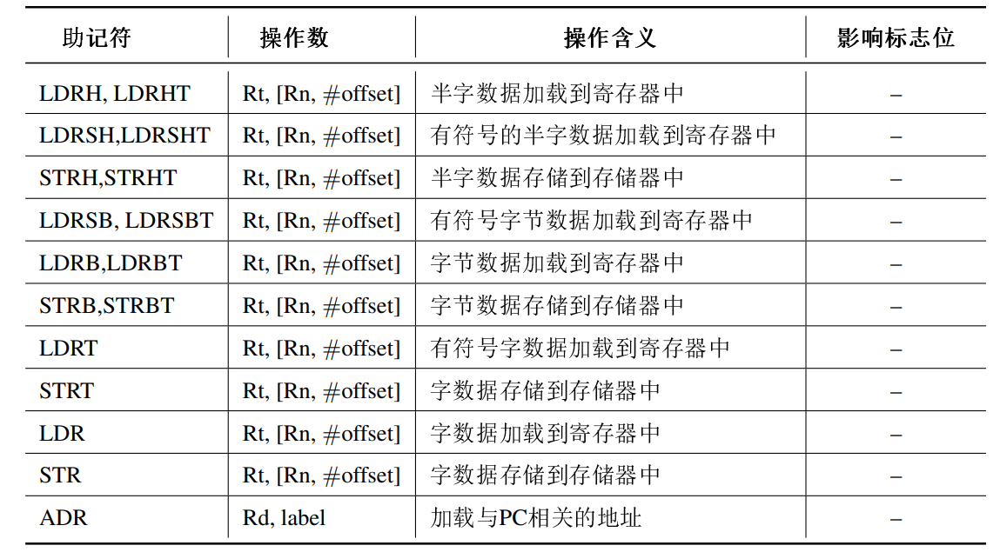 助记符 操作数 操作含义 影响标志位
LDRH, LDRHT Rt, [Rn, #offset] 半字数据加载到寄存器中 –
LDRSH,LDRSHT Rt, [Rn, #offset] 有符号的半字数据加载到寄存器中 –
STRH,STRHT Rt, [Rn, #offset] 半字数据存储到存储器中 –
LDRSB, LDRSBT Rt, [Rn, #offset] 有符号字节数据加载到寄存器中 –
LDRB,LDRBT Rt, [Rn, #offset] 字节数据加载到寄存器中 –
STRB,STRBT Rt, [Rn, #offset] 字节数据存储到存储器中 –
LDRT Rt, [Rn, #offset] 有符号字数据加载到寄存器中 –
STRT Rt, [Rn, #offset] 字数据存储到存储器中 –
LDR Rt, [Rn, #offset] 字数据加载到寄存器中 –
STR Rt, [Rn, #offset] 字数据存储到存储器中 –
ADR Rd, label 加载与PC相关的地址 –